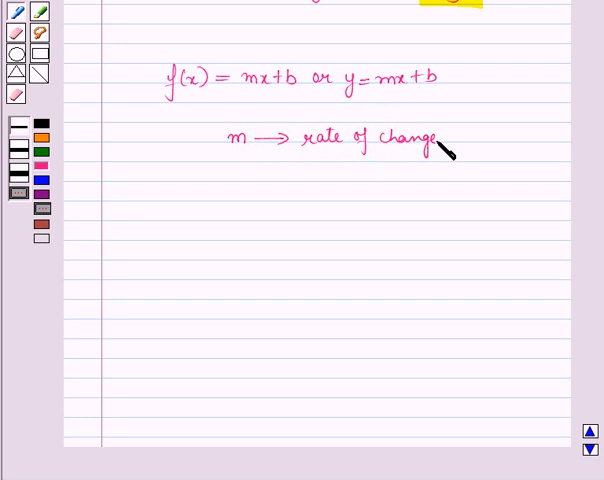 f(x) = mx+b or y=mx+b
m → rate of change